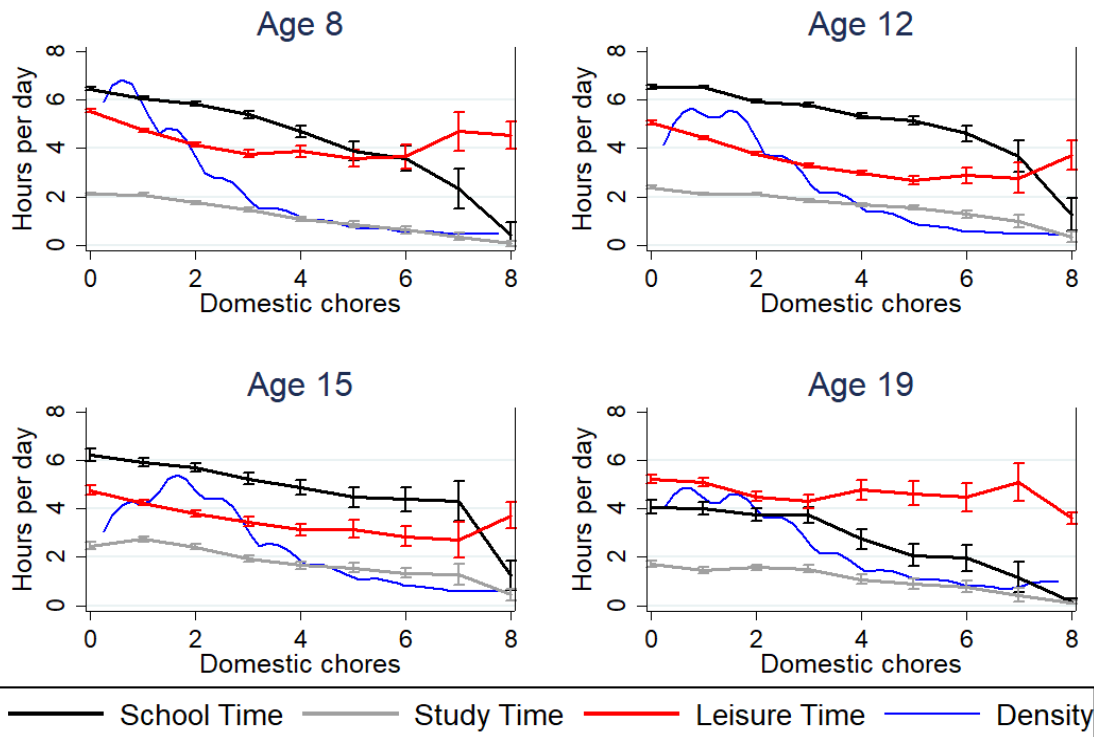 Age 8
Age 12
Hours per day
8
6
4
2
0
0 2 4 6 8
Domestic chores
Hours per day
8
6
4
2
0
0 2 4 6 8
Domestic chores
Age 15
Age 19
Hours per day
8
6
4
2
0
0 2 4 6 8
Domestic chores
Hours per day
8
6
4
2
0
0 2 4 6 8
Domestic chores
School Time Study Time Leisure Time Density